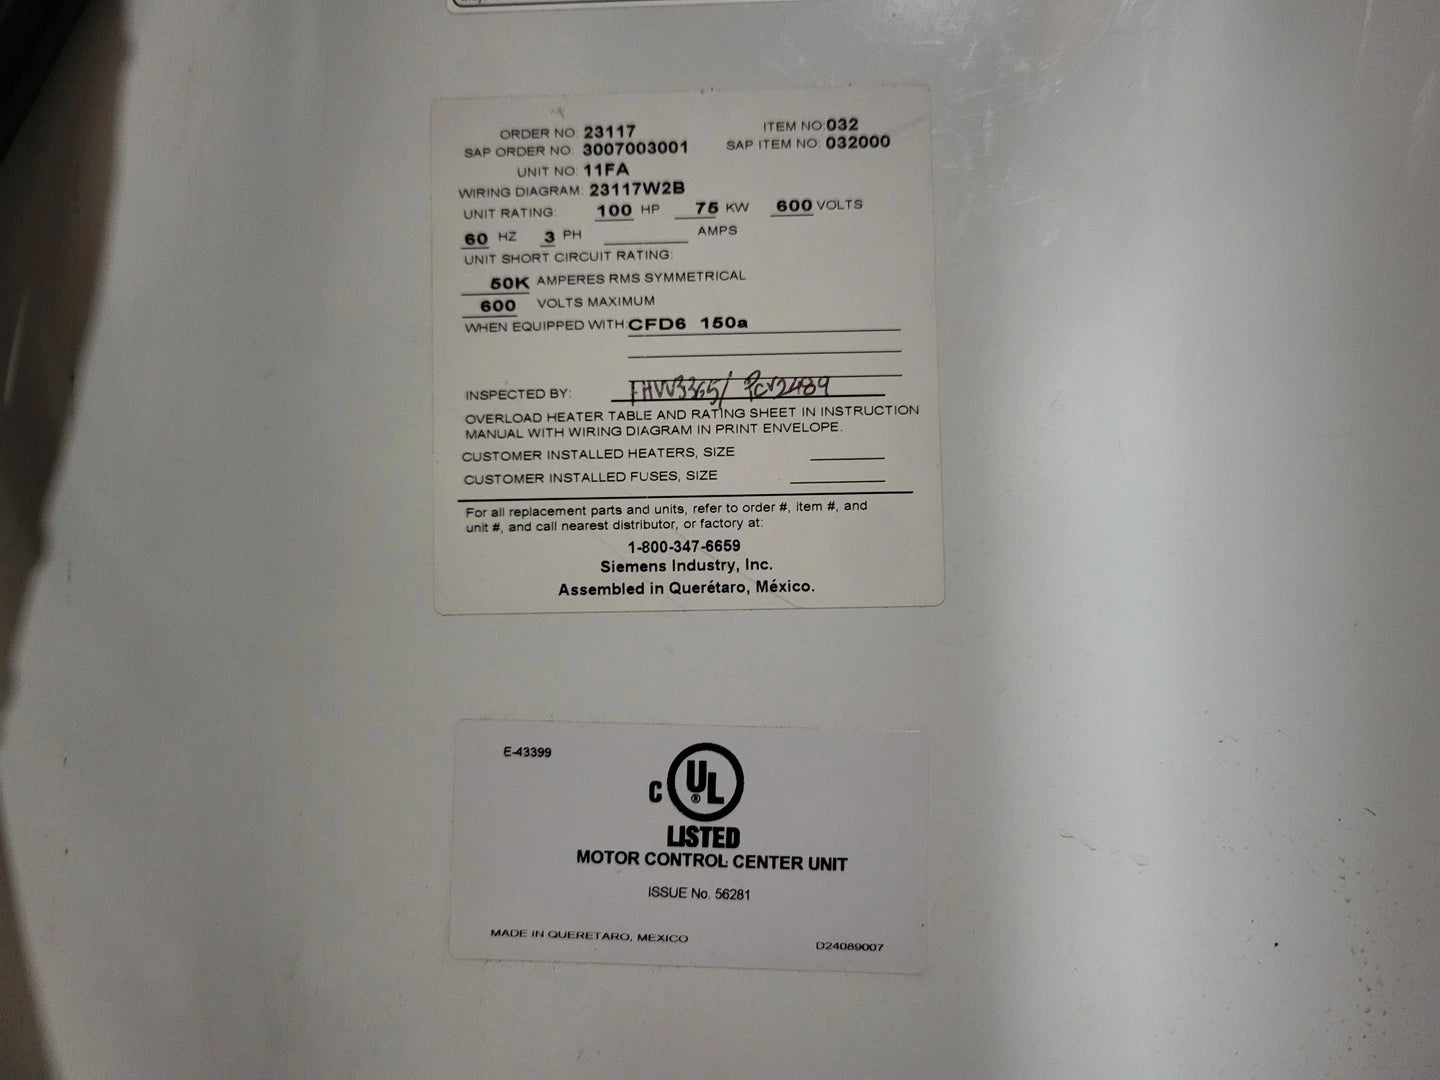 ORDER NO: 23117 ITEM NO: 032
SAP ORDER NO: 3007003001 SAP ITEM NO: 032000
UNIT NO: 11FA
WIRING DIAGRAM: 23117W2B
UNIT RATING: 100 HP 75 KW 600 VOLTS
60 HZ 3 PH AMPS
UNIT SHORT CIRCUIT RATING:
50K AMPERES RMS SYMMETRICAL
600 VOLTS MAXIMUM
WHEN EQUIPPED WITH: CFD6 150a
INSPECTED BY:
OVERLOAD HEATER TABLE AND RATING SHEET IN INSTRUCTION
MANUAL WITH WIRING DIAGRAM IN PRINT ENVELOPE.
CUSTOMER INSTALLED HEATERS, SIZE
CUSTOMER INSTALLED FUSES, SIZE
For all replacement parts and units, refer to order #, item #, and
unit #, and call nearest distributor, or factory at:
1-800-347-6659
Siemens Industry, Inc.
Assembled in Querétaro, México.
E-43399
C UL ®
LISTED
MOTOR CONTROL CENTER UNIT
ISSUE No. 56281
MADE IN QUERETARO, MEXICO D24089007